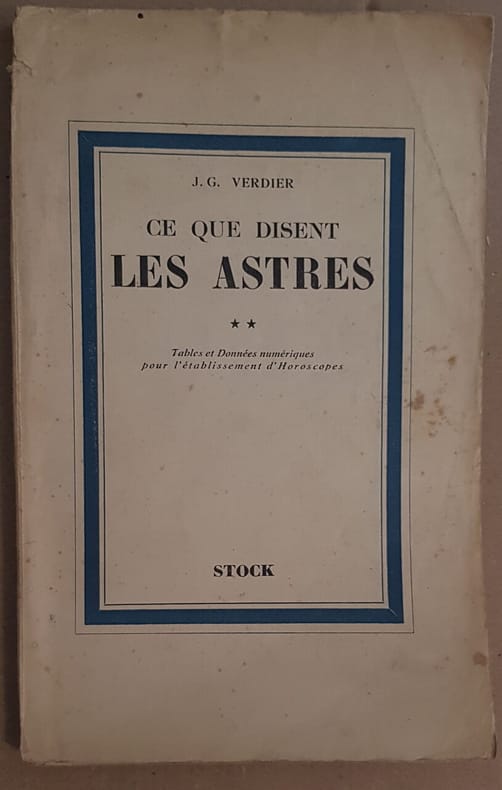 J. G. VERDIER
CE QUE DISENT
LES ASTRES
★★
Tables et Données numériques
pour l'établissement d'Horoscopes
STOCK